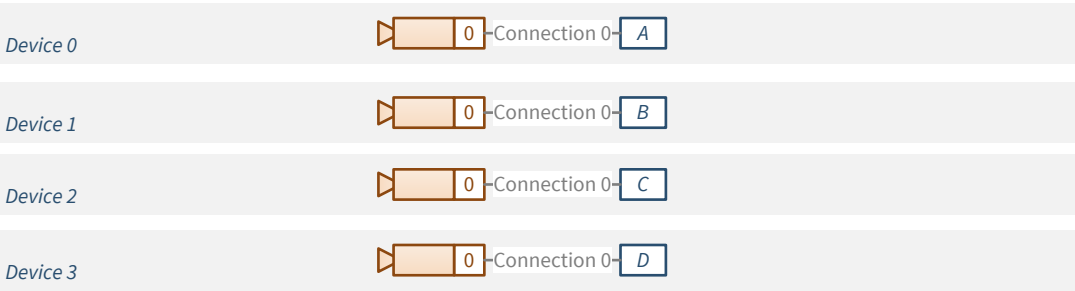 Device 0 0 Connection 0 A
Device 1 0 Connection 0 B
Device 2 0 Connection 0 C
Device 3 0 Connection 0 D